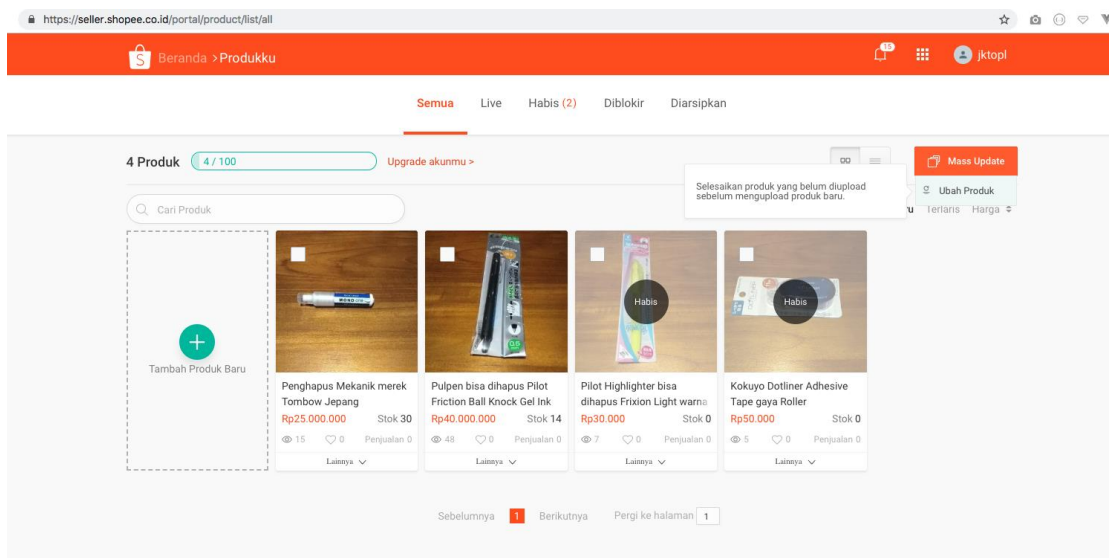 https://seller.shopee.co.id/portal/product/list/all
Beranda >Produkku
15
jktopl
Semua Live Habis (2) Diblokir Diarsipkan
4 Produk 4 / 100 Upgrade akunmu >
Mass Update
Selesaikan produk yang belum diupload
sebelum mengupload produk baru.
Ubah Produk
Cari Produk
Terlaris Harga
Tambah Produk Baru
Penghapus Mekanik merek
Tombow Jepang
Rp25.000.000 Stok 30
15 0 Penjualan 0
Lainnya
Pulpen bisa dihapus Pilot
Friction Ball Knock Gel Ink
Rp40.000.000 Stok 14
48 0 Penjualan 0
Lainnya
Habis
Pilot Highlighter bisa
dihapus Frixion Light warna
Rp30.000 Stok 0
7 0 Penjualan 0
Lainnya
Habis
Kokuyo Dotliner Adhesive
Tape gaya Roller
Rp50.000 Stok 0
5 0 Penjualan 0
Lainnya
Sebelumnya 1 Berikutnya Pergi ke halaman 1